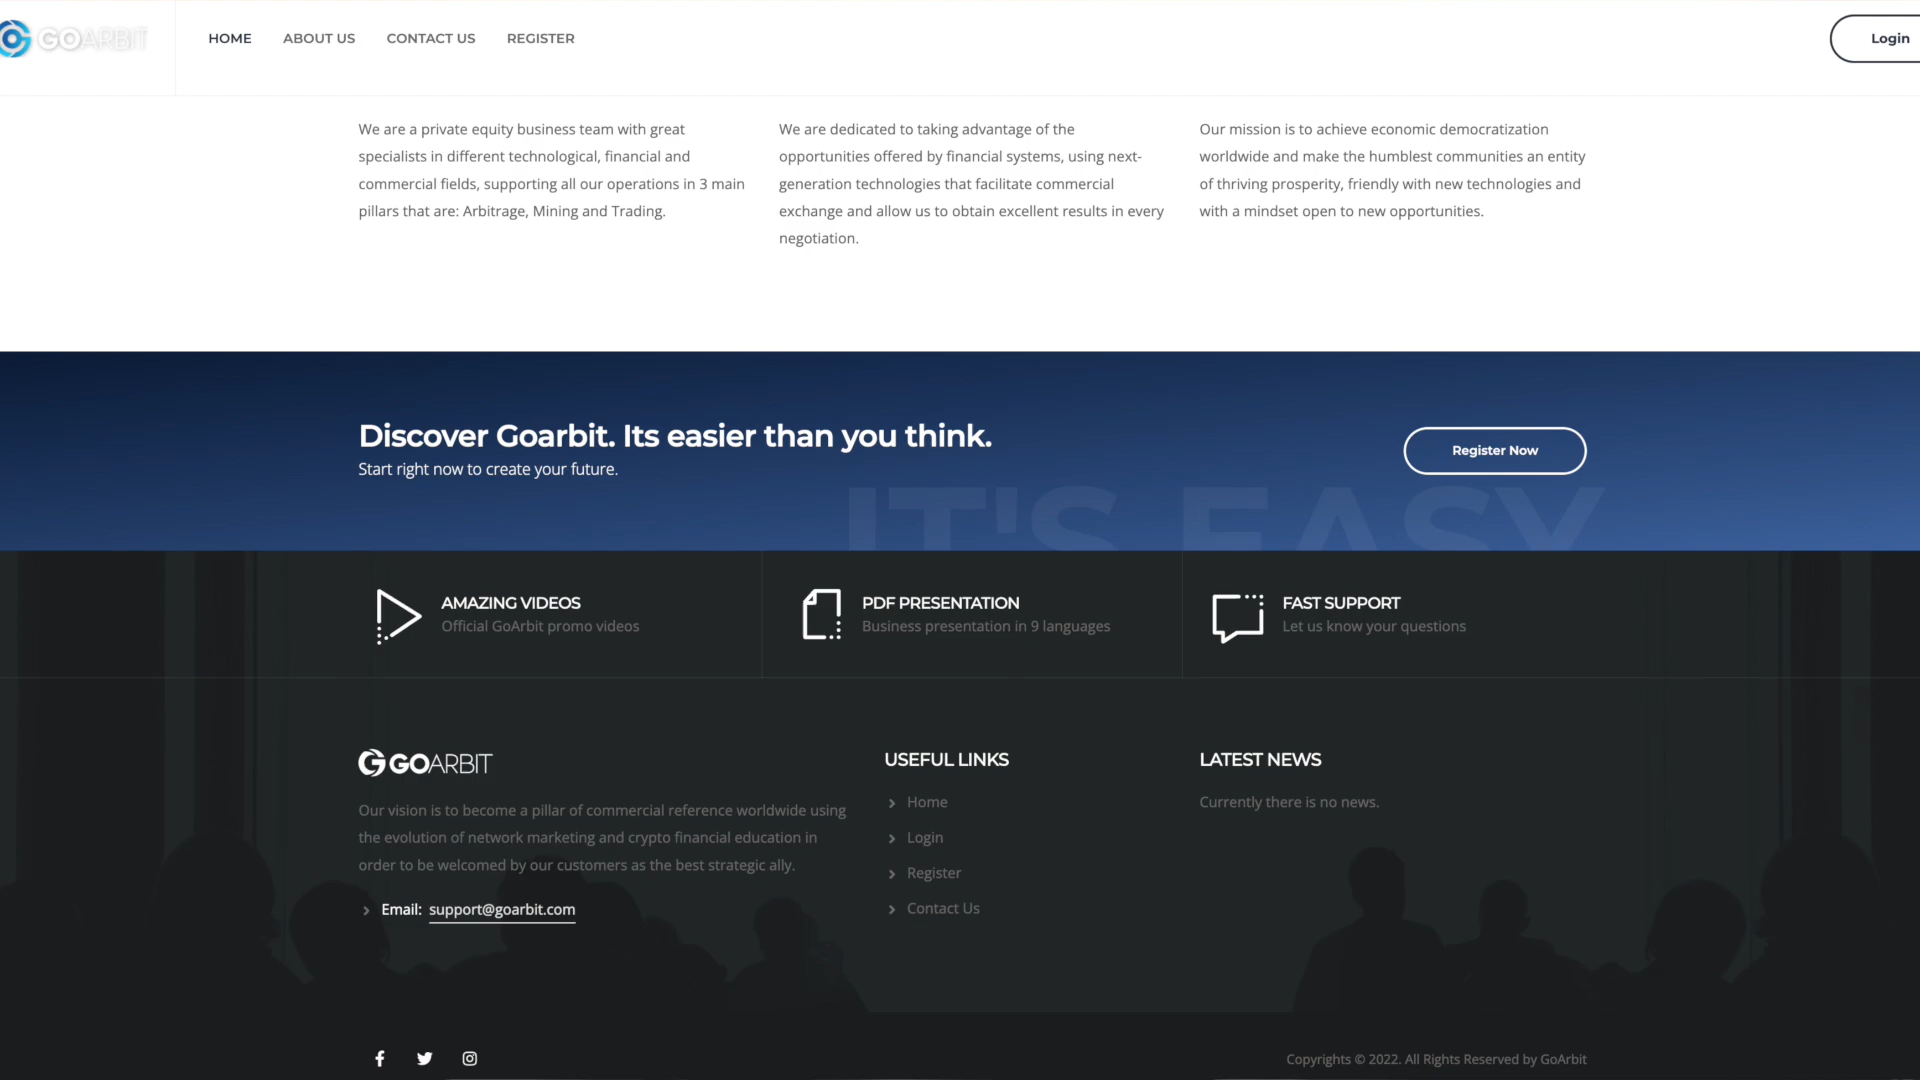 GOARBIT
HOME
ABOUT US
CONTACT US
REGISTER
Login
We are a private equity business team with great
specialists in different technological, financial and
commercial fields, supporting all our operations in 3 main
pillars that are: Arbitrage, Mining and Trading.
We are dedicated to taking advantage of the
opportunities offered by financial systems, using next-
generation technologies that facilitate commercial
exchange and allow us to obtain excellent results in every
negotiation.
Our mission is to achieve economic democratization
worldwide and make the humblest communities an entity
of thriving prosperity, friendly with new technologies and
with a mindset open to new opportunities.
Discover Goarbit. Its easier than you think.
Start right now to create your future.
Register Now
IT'S EASY
AMAZING VIDEOS
Official GoArbit promo videos
PDF PRESENTATION
Business presentation in 9 languages
FAST SUPPORT
Let us know your questions
GOARBIT
Our vision is to become a pillar of commercial reference worldwide using
the evolution of network marketing and crypto financial education in
order to be welcomed by our customers as the best strategic ally.
Email: support@goarbit.com
USEFUL LINKS
Home
Login
Register
Contact Us
LATEST NEWS
Currently there is no news.
Copyrights © 2022. All Rights Reserved by GoArbit